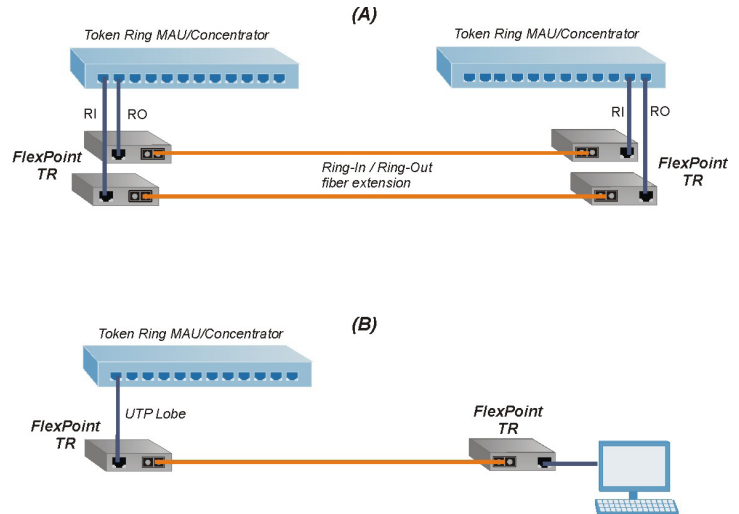 (A)
Token Ring MAU/Concentrator
Token Ring MAU/Concentrator
RI
RO
RI
RO
FlexPoint
TR
Ring-In / Ring-Out
fiber extension
FlexPoint
TR
(B)
Token Ring MAU/Concentrator
UTP Lobe
FlexPoint
TR
FlexPoint
TR